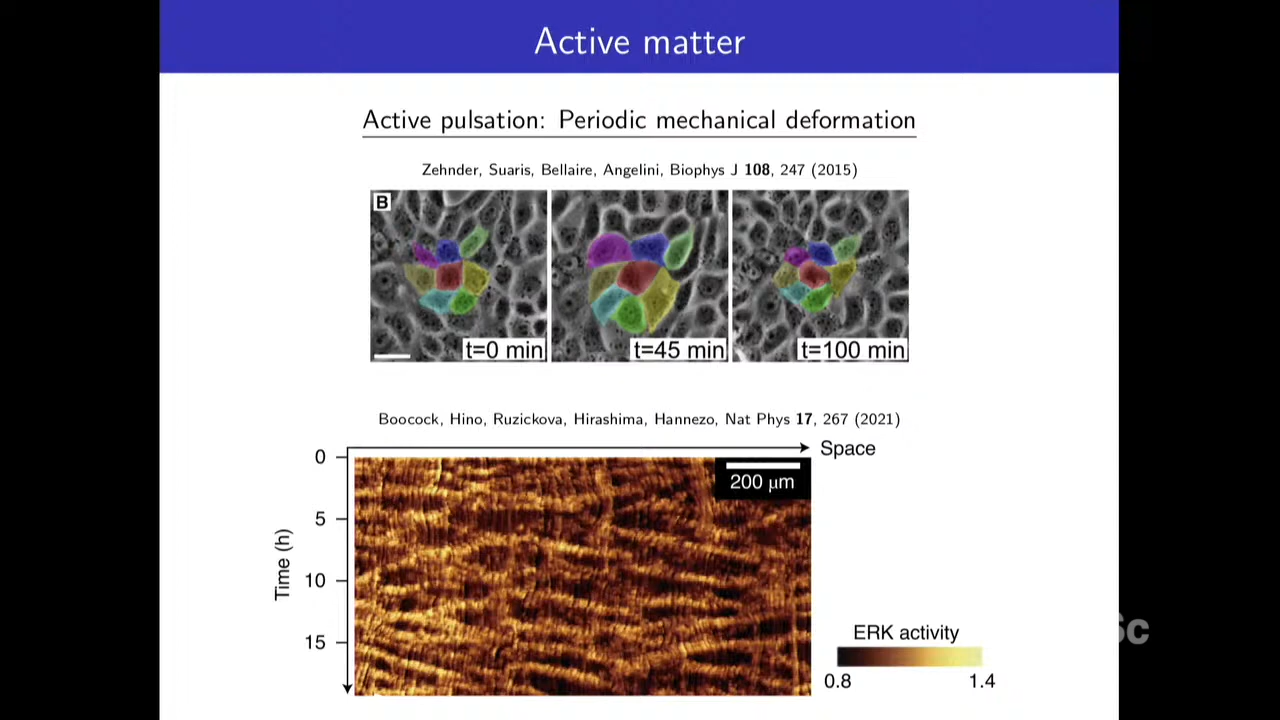 Active matter
Active pulsation: Periodic mechanical deformation
Zehnder, Suaris, Bellaire, Angelini, Biophys J 108, 247 (2015)
B
t=0 min
t=45 min
t=100 min
Boocock, Hino, Ruzickova, Hirashima, Hannezo, Nat Phys 17, 267 (2021)
Space
0
200 μm
5
Time (h)
10
15
ERK activity
0.8 1.4